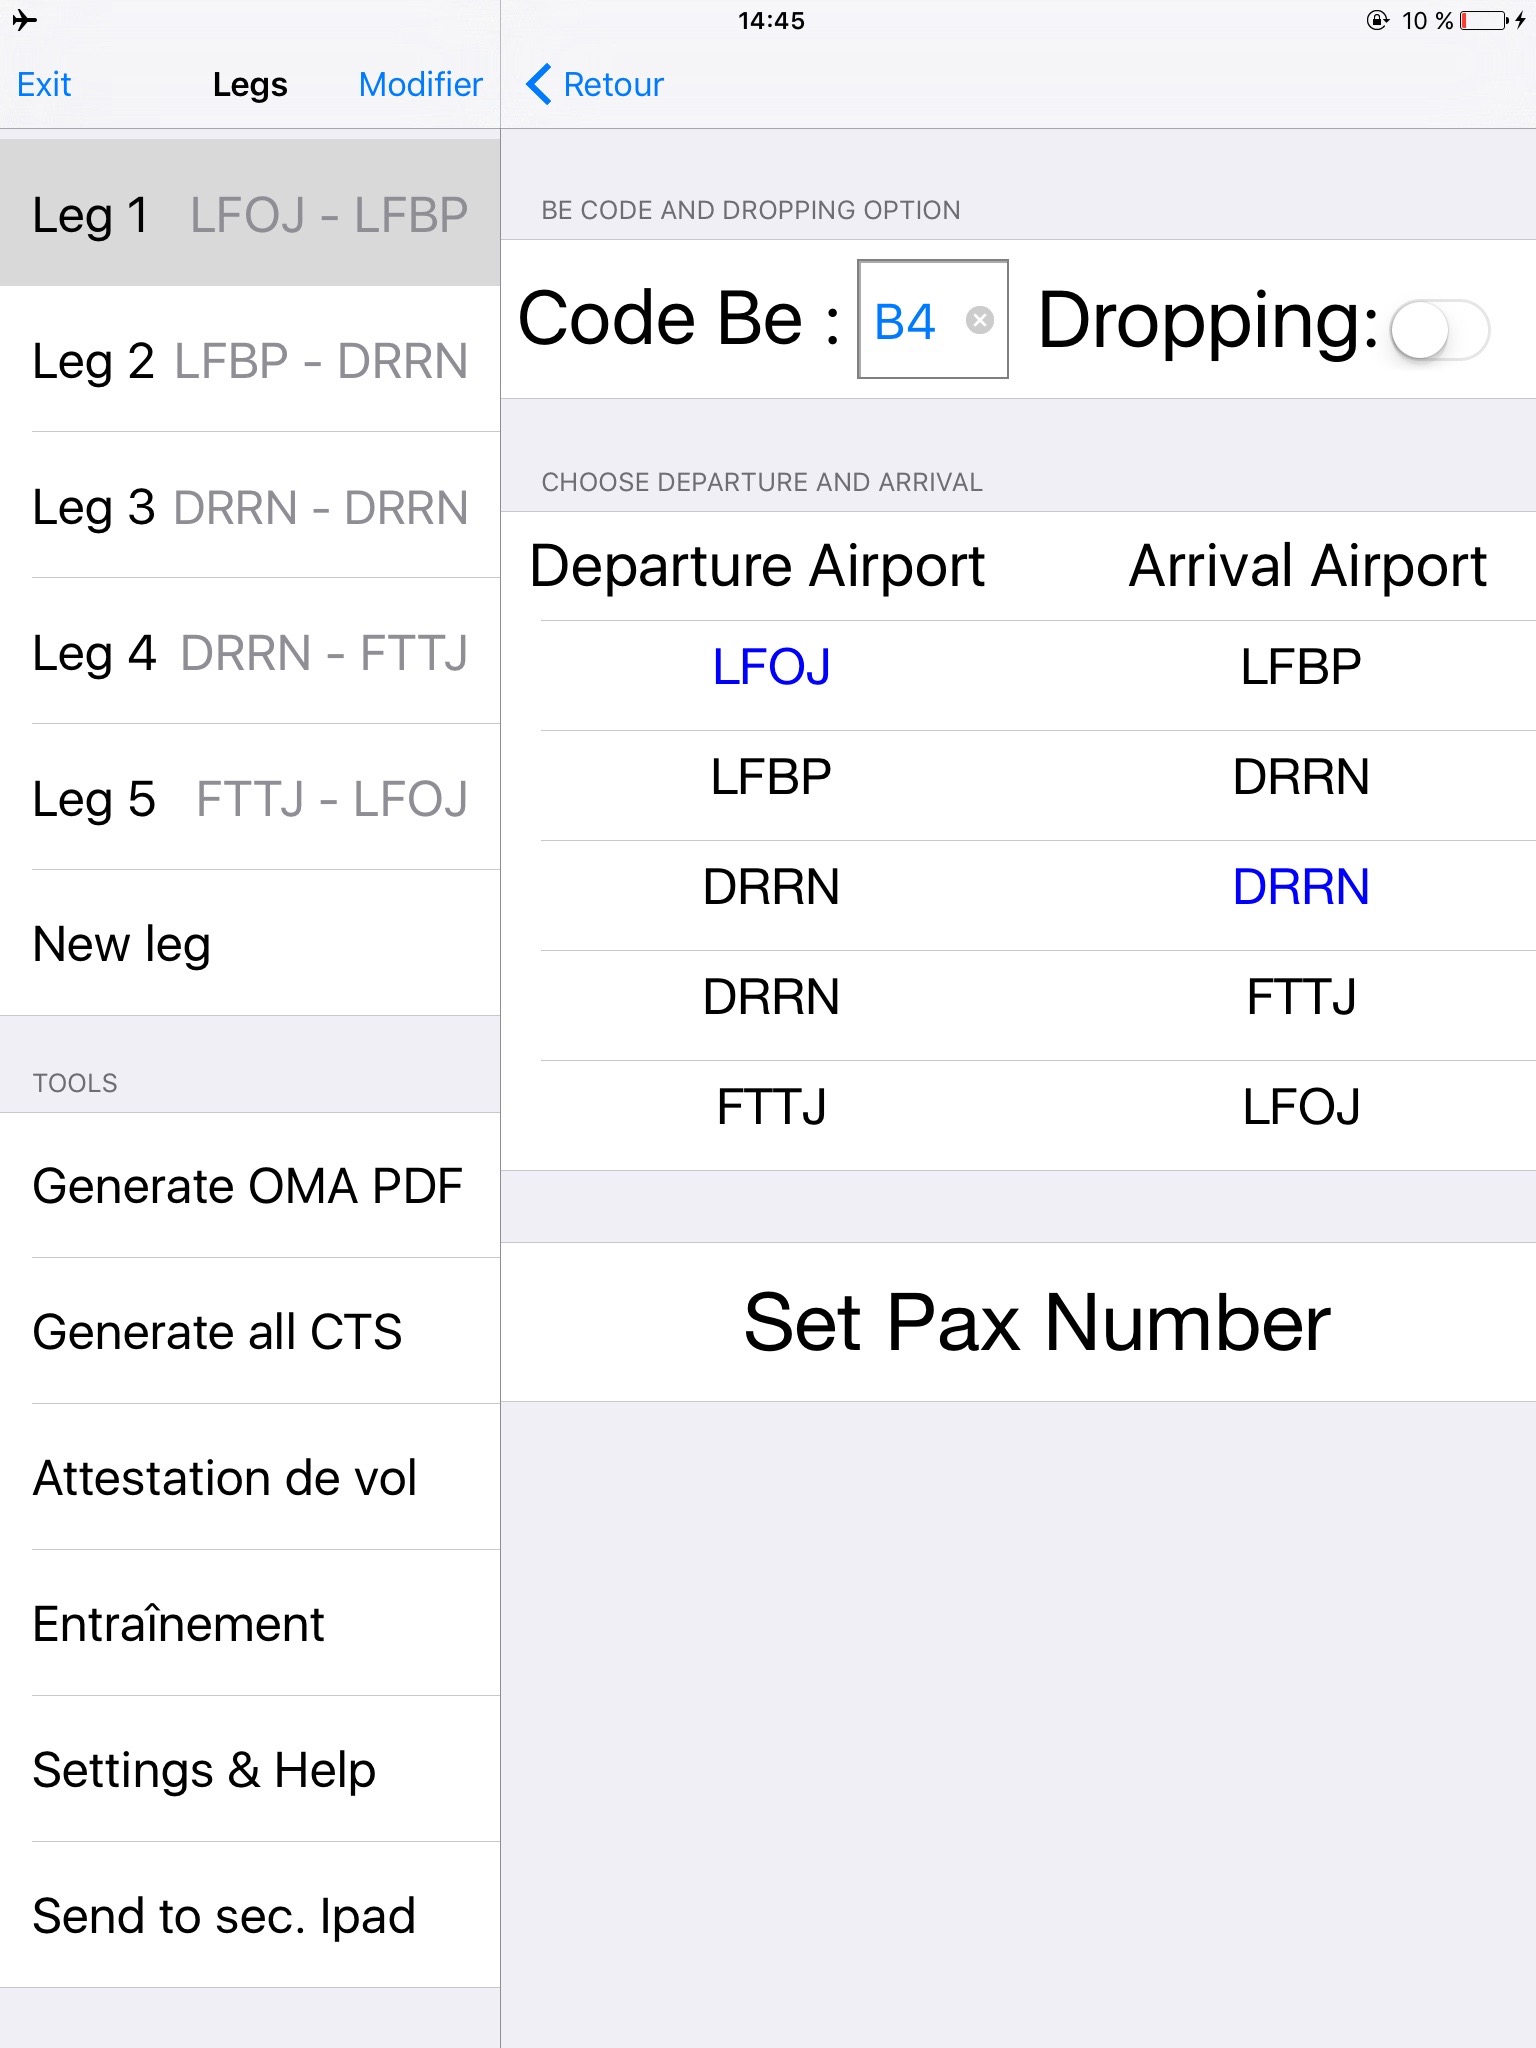 14:45
10 %
Exit
Legs
Modifier
Retour
Leg 1 LFOJ - LFBP
Leg 2 LFBP - DRRN
Leg 3 DRRN - DRRN
Leg 4 DRRN - FTTJ
Leg 5 FTTJ - LFOJ
New leg
TOOLS
Generate OMA PDF
Generate all CTS
Attestation de vol
Entraînement
Settings & Help
Send to sec. Ipad
BE CODE AND DROPPING OPTION
Code Be : B4 Dropping:
CHOOSE DEPARTURE AND ARRIVAL
Departure Airport Arrival Airport
LFOJ LFBP
LFBP DRRN
DRRN DRRN
DRRN FTTJ
FTTJ LFOJ
Set Pax Number